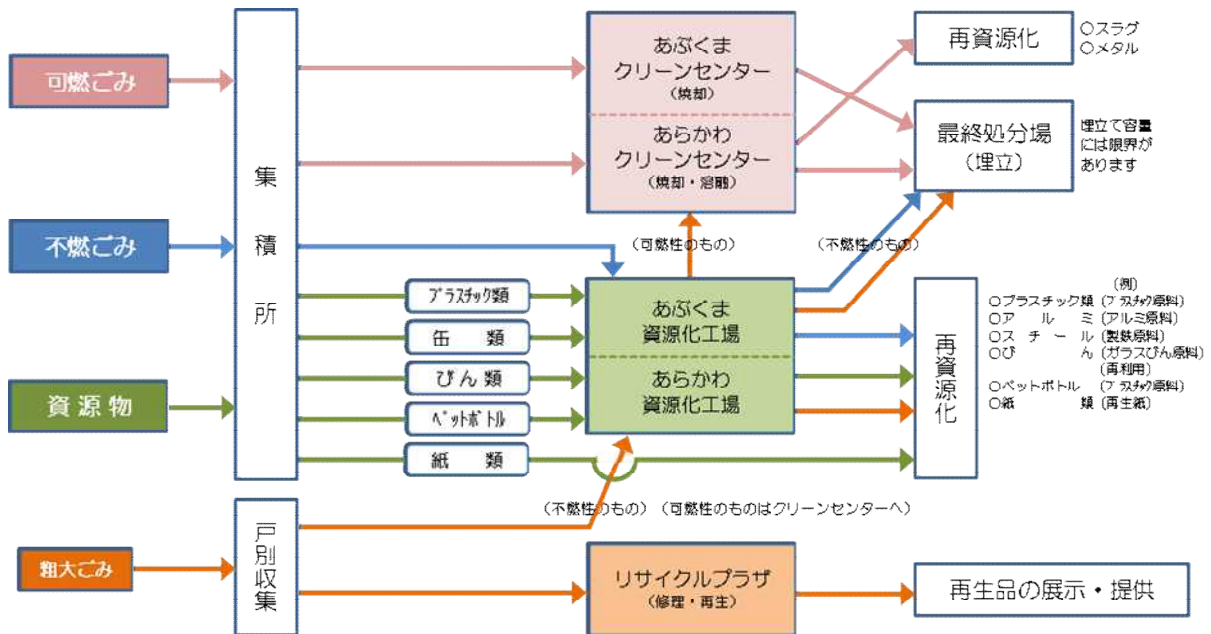 可燃ごみ
不燃ごみ
資源物
粗大ごみ
集積所
戸別収集
あぶくま
クリーンセンター
(焼却)
あらかわ
クリーンセンター
(焼却・溶融)
再資源化
○スラグ
○メタル
最終処分場
(埋立)
埋立て容量
には限界が
あります
(可燃性のもの)
(不燃性のもの)
プラスチック類
缶 類
びん類
ペットボトル
紙 類
あぶくま
資源化工場
あらかわ
資源化工場
再資源化
(例)
○プラスチック類 (プラスチック原料)
○アルミ (アルミ原料)
○スチール (製鉄原料)
○びん (ガラスびん原料)
(再利用)
○ペットボトル (プラスチック原料)
○紙類 (再生紙)
(不燃性のもの) (可燃性のものはクリーンセンターへ)
リサイクルプラザ
(修理・再生)
再生品の展示・提供